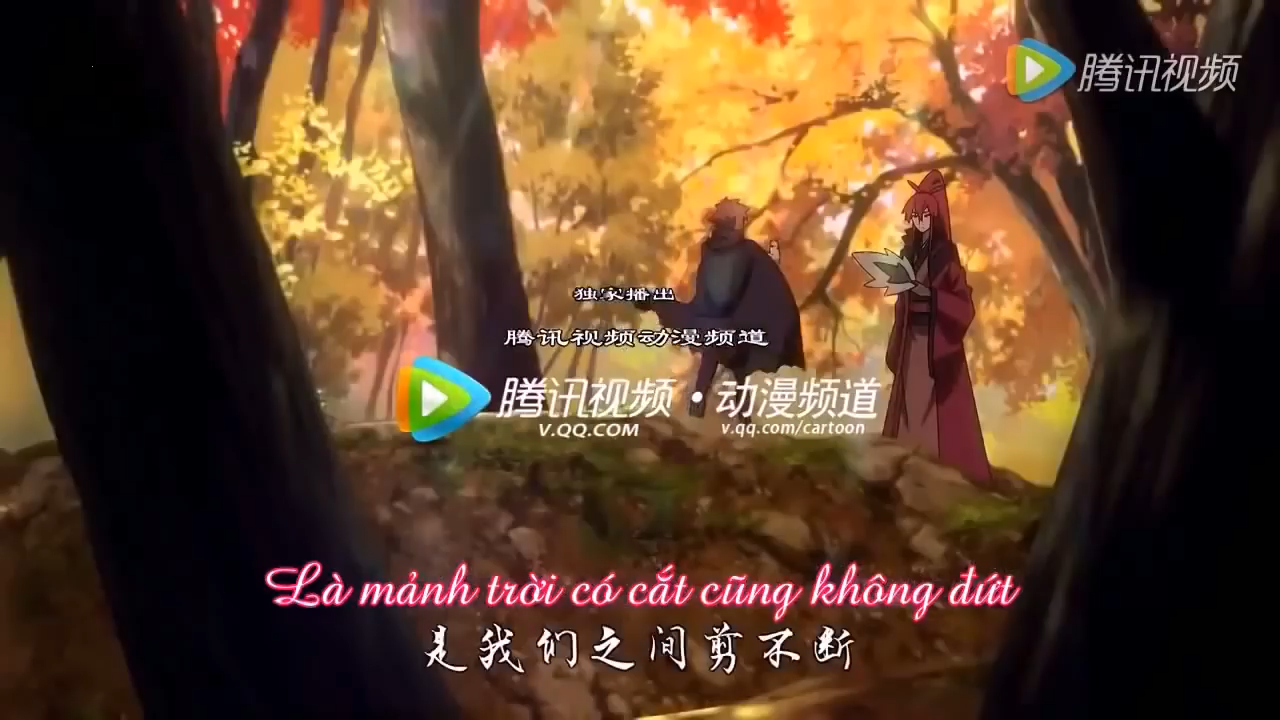 腾讯视频
独家播出
腾讯视频动漫频道
腾讯视频·动漫频道
V.QQ.COM
v.qq.com/cartoon
Là mảnh trời có cắt cũng không đứt
是我们之间剪不断